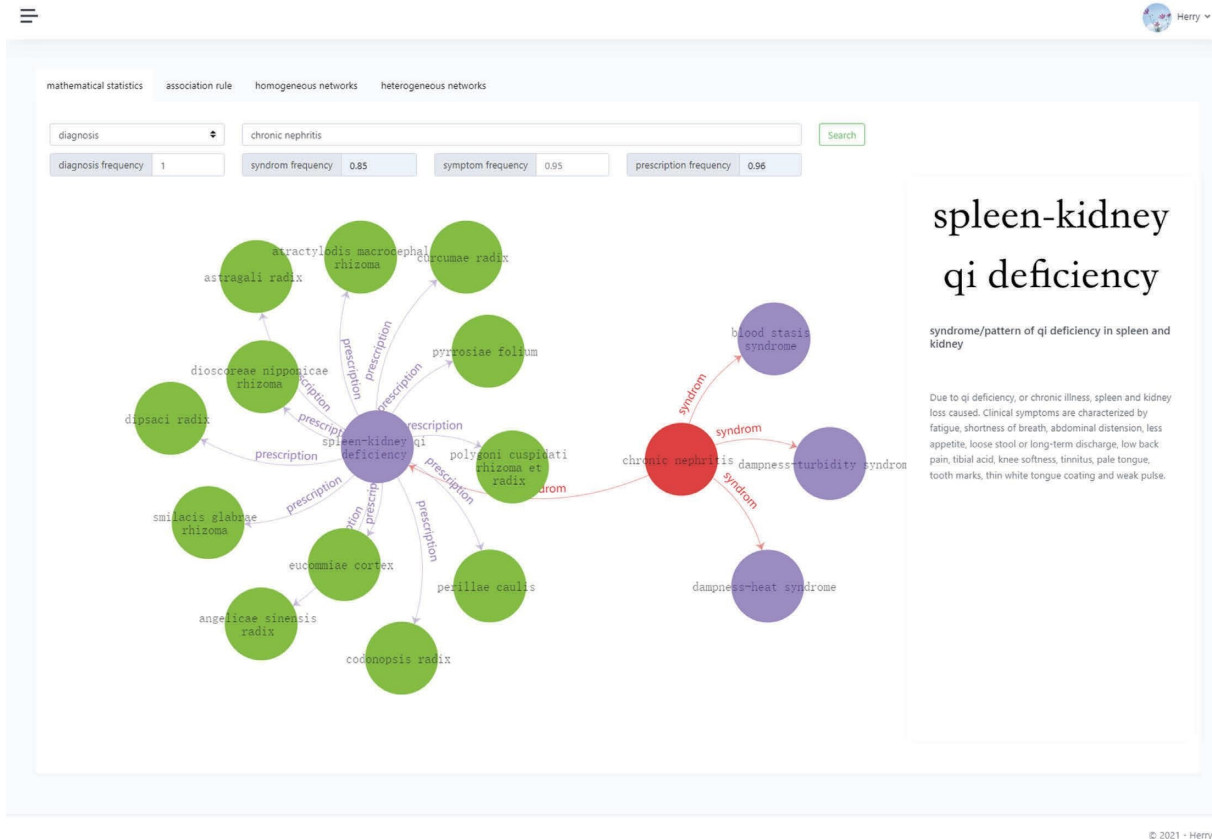 Herry
mathematical statistics association rule homogeneous networks heterogeneous networks
diagnosis chronic nephritis Search
diagnosis frequency 1 syndrom frequency 0.85 symptom frequency 0.95 prescription frequency 0.96
spleen-kidney
qi deficiency
syndrome/pattern of qi deficiency in spleen and
kidney
Due to qi deficiency, or chronic illness, spleen and kidney
loss caused. Clinical symptoms are characterized by
fatigue, shortness of breath, abdominal distension, less
appetite, loose stool or long-term discharge, low back
pain, tibial acid, knee softness, tinnitus, pale tongue,
tooth marks, thin white tongue coating and weak pulse.
atractylodis macrocephal
rhizoma
curcumae radix
astragali radix
pyrrosiae folium
dioscoreae nipponicae
rhizoma
dipsaci radix
spleen-kidney qi
deficiency
polygoni cuspidati
rhizoma et
radix
smilacis glabrae
rhizoma
eucommiae cortex
perillae caulis
angelicae sinensis
radix
codonopsis radix
prescription
prescription
prescription
prescription
prescription
prescription
prescription
prescription
blood stasis
syndrome
chronic nephritis
dampness-turbidity syndrom
dampness-heat syndrome
syndrom
syndrom
syndrom
© 2021 - Herry